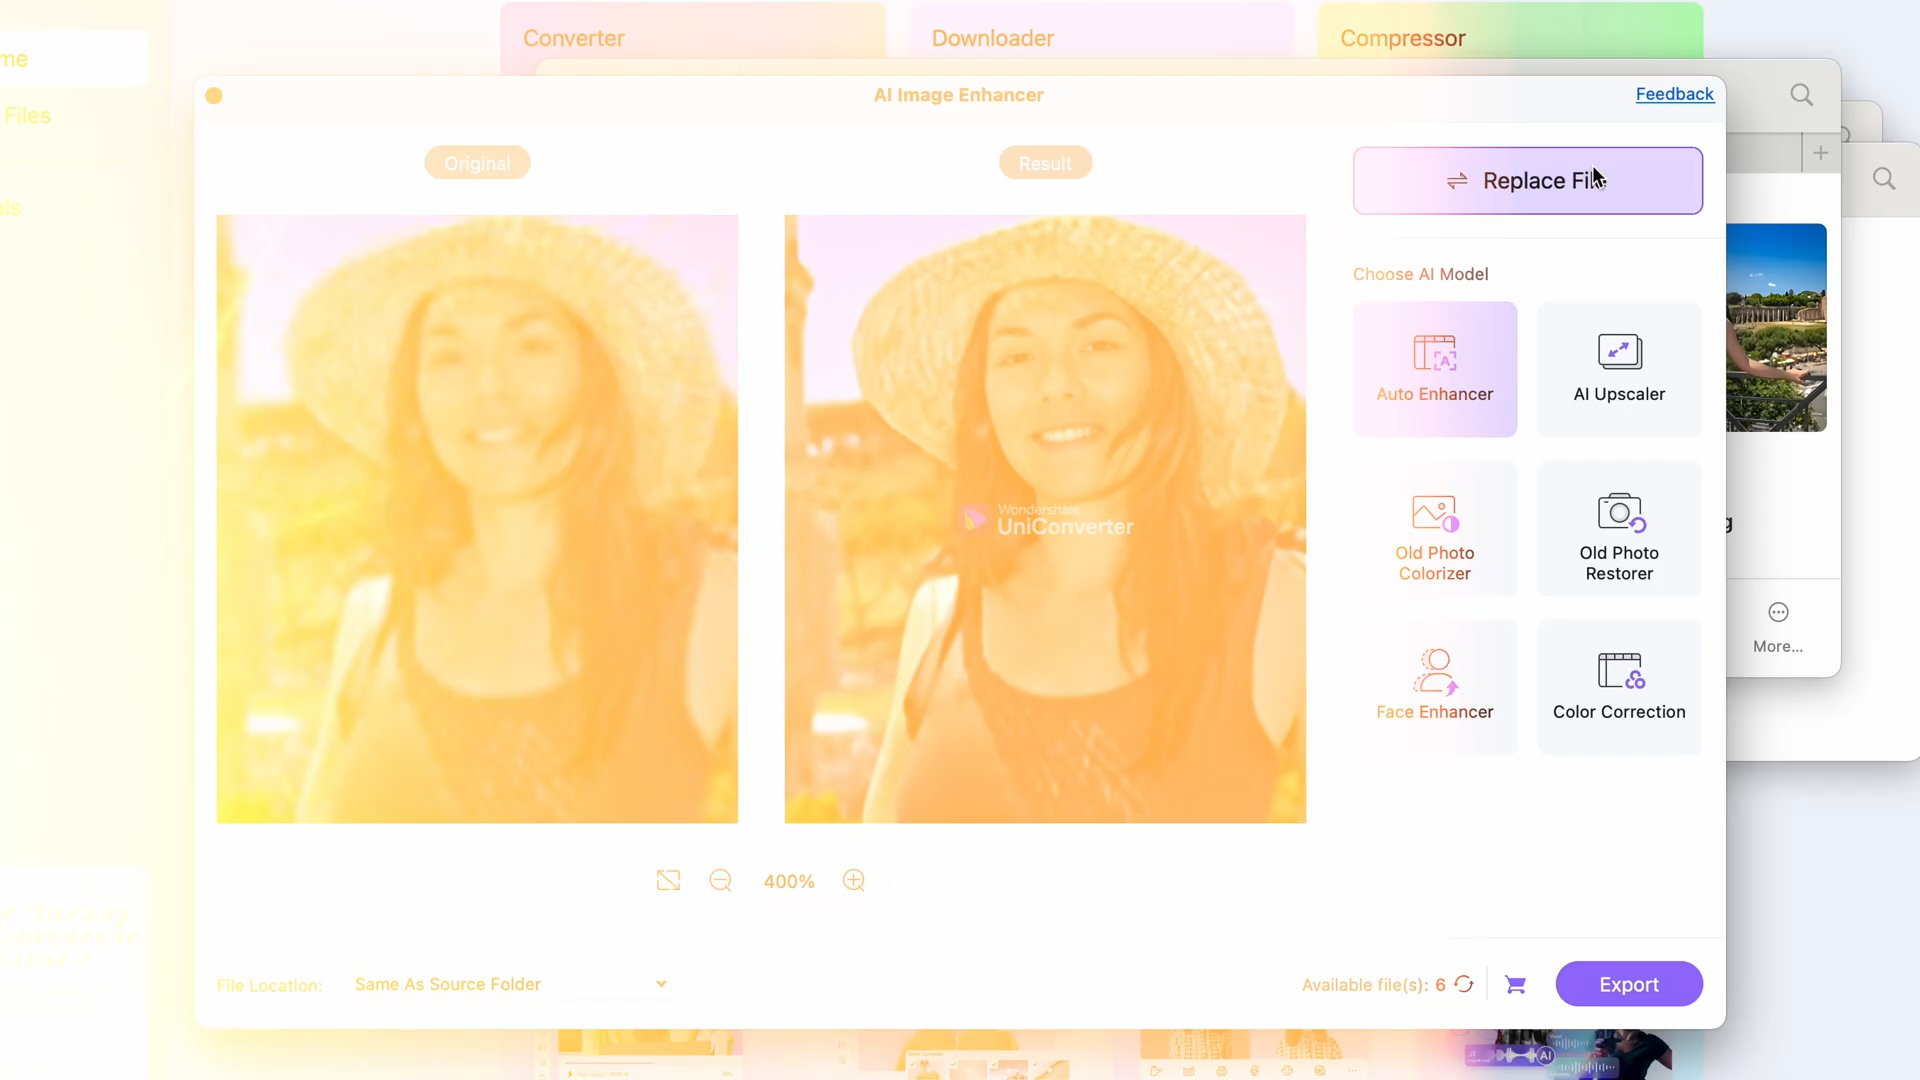 Converter
Downloader
Compressor
me
Files
AI Image Enhancer
Feedback
Original
Result
Replace File
Choose AI Model
Auto Enhancer
AI Upscaler
Wondershare
UniConverter
Old Photo
Colorizer
Old Photo
Restorer
Face Enhancer
Color Correction
More...
400%
File Location:
Same As Source Folder
Available file(s): 6
Export
AI